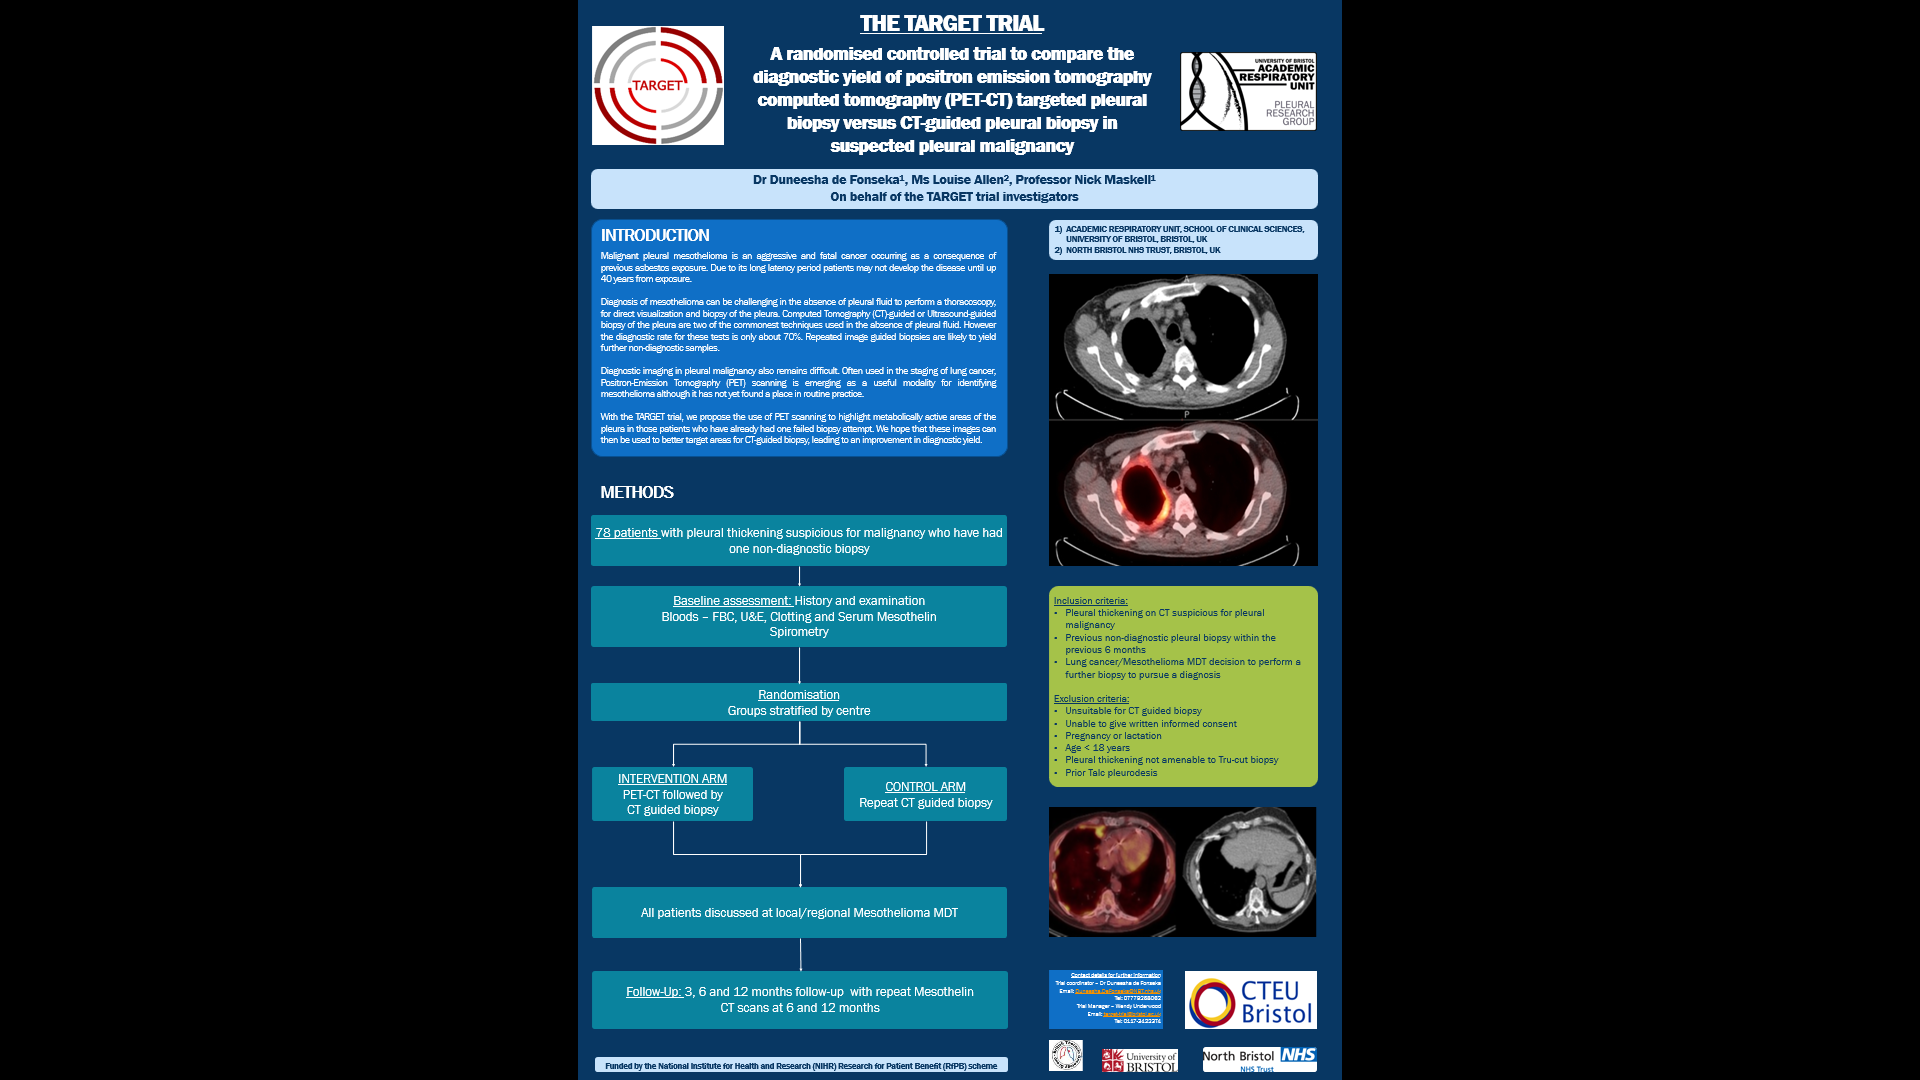 THE TARGET TRIAL
A randomised controlled trial to compare the
diagnostic yield of positron emission tomography
computed tomography (PET-CT) targeted pleural
biopsy versus CT-guided pleural biopsy in
suspected pleural malignancy
TARGET
UNIVERSITY OF BRISTOL
ACADEMIC
RESPIRATORY
UNIT
PLEURAL
RESEARCH
GROUP
Dr Duneesha de Fonseka¹, Ms Louise Allen², Professor Nick Maskell¹
On behalf of the TARGET trial investigators
INTRODUCTION
Malignant pleural mesothelioma is an aggressive and fatal cancer occurring as a consequence of
previous asbestos exposure. Due to its long latency period patients may not develop the disease until up
40 years from exposure.
Diagnosis of mesothelioma can be challenging in the absence of pleural fluid to perform a thoracoscopy,
for direct visualization and biopsy of the pleura. Computed Tomography (CT)-guided or Ultrasound-guided
biopsy of the pleura are two of the commonest techniques used in the absence of pleural fluid. However
the diagnostic rate for these tests is only about 70%. Repeated image guided biopsies are likely to yield
further non-diagnostic samples.
Diagnostic imaging in pleural malignancy also remains difficult. Often used in the staging of lung cancer,
Positron-Emission Tomography (PET) scanning is emerging as a useful modality for identifying
mesothelioma although it has not yet found a place in routine practice.
With the TARGET trial, we propose the use of PET scanning to highlight metabolically active areas of the
pleura in those patients who have already had one failed biopsy attempt. We hope that these images can
then be used to better target areas for CT-guided biopsy, leading to an improvement in diagnostic yield.
1) ACADEMIC RESPIRATORY UNIT, SCHOOL OF CLINICAL SCIENCES,
UNIVERSITY OF BRISTOL, BRISTOL, UK
2) NORTH BRISTOL NHS TRUST, BRISTOL, UK
A
L
P
METHODS
78 patients with pleural thickening suspicious for malignancy who have had
one non-diagnostic biopsy
Baseline assessment: History and examination
Bloods – FBC, U&E, Clotting and Serum Mesothelin
Spirometry
Randomisation
Groups stratified by centre
INTERVENTION ARM
PET-CT followed by
CT guided biopsy
CONTROL ARM
Repeat CT guided biopsy
All patients discussed at local/regional Mesothelioma MDT
Follow-Up: 3, 6 and 12 months follow-up with repeat Mesothelin
CT scans at 6 and 12 months
Inclusion criteria:
• Pleural thickening on CT suspicious for pleural
malignancy
• Previous non-diagnostic pleural biopsy within the
previous 6 months
• Lung cancer/Mesothelioma MDT decision to perform a
further biopsy to pursue a diagnosis
Exclusion criteria:
• Unsuitable for CT guided biopsy
• Unable to give written informed consent
• Pregnancy or lactation
• Age < 18 years
• Pleural thickening not amenable to Tru-cut biopsy
• Prior Talc pleurodesis
Contact details for further information
Trial coordinator – Dr Duneesha de Fonseka
Email:
Tel:
Trial Manager – Wendy Underwood
Email:
Tel:
CTEU
Bristol
University of
BRISTOL
North Bristol NHS
NHS Trust
Funded by the National Institute for Health and Research (NIHR) Research for Patient Benefit (RfPB) scheme